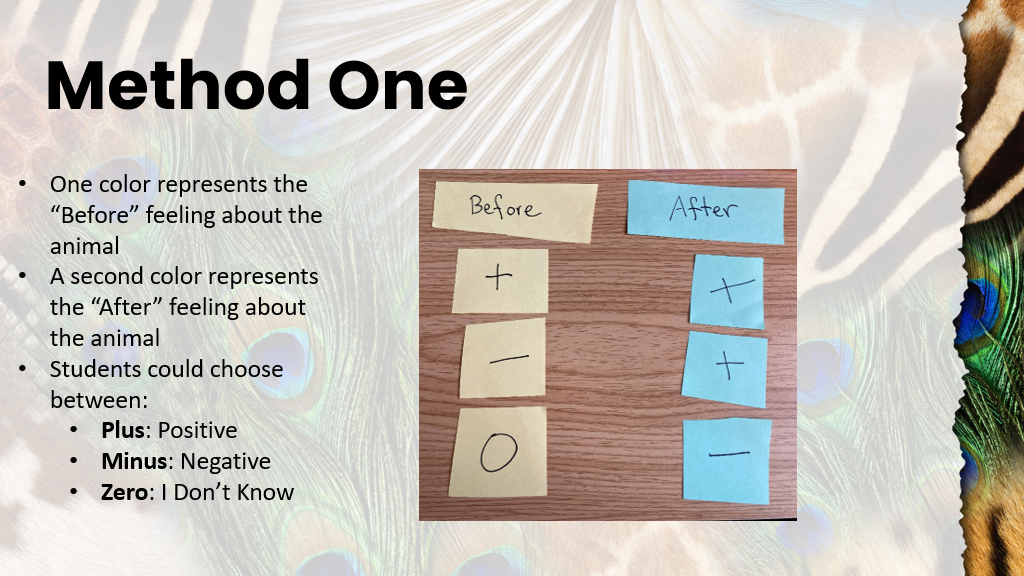 Method One
• One color represents the
“Before” feeling about the
animal
• A second color represents
the “After” feeling about
the animal
• Students could choose
between:
• Plus: Positive
• Minus: Negative
• Zero: I Don’t Know
Before After
+ +
− +
0 −